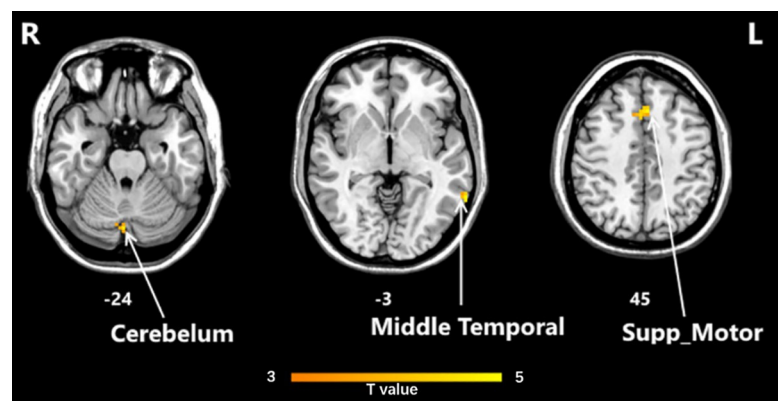 R
L
-24
-3
45
Cerebelum
Middle Temporal
Supp_Motor
3
5
T value